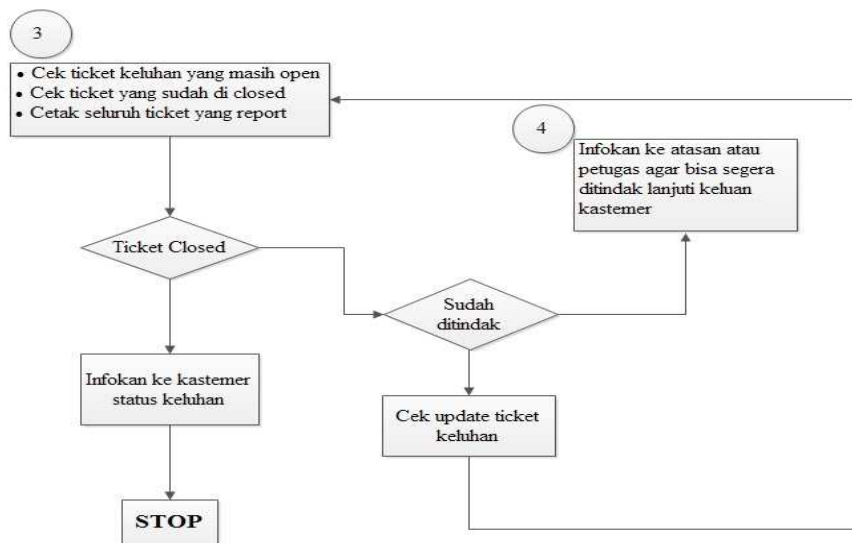 3
• Cek ticket keluhan yang masih open
• Cek ticket yang sudah di closed
• Cetak seluruh ticket yang report
4
Infokan ke atasan atau
petugas agar bisa segera
ditindak lanjuti keluan
kastemer
Ticket Closed
Sudah
ditindak
Infokan ke kastemer
status keluhan
Cek update ticket
keluhan
STOP